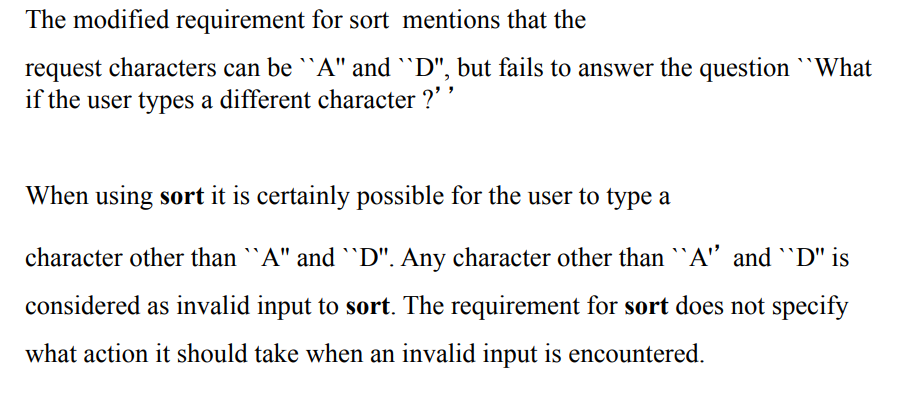 The modified requirement for sort  mentions that the
request characters can be ``A" and ``D", but fails to answer the question ``What
if the user types a different character ?’ ’
When using sort it is certainly possible for the user to type a
character other than ``A" and ``D". Any character other than ``A'’  and ``D" is
considered as invalid input to sort. The requirement for sort does not specify
what action it should take when an invalid input is encountered.